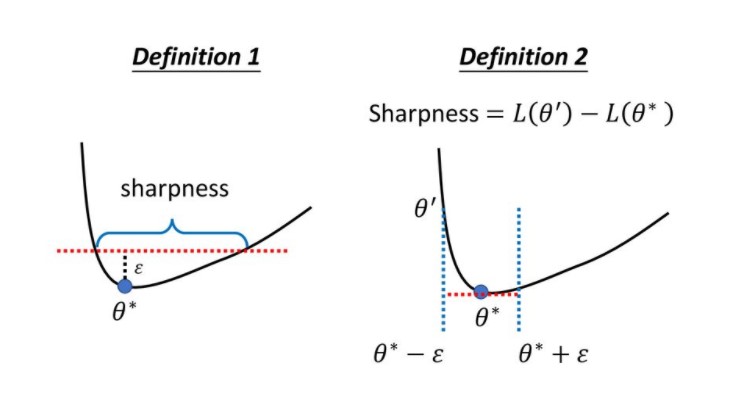 Definition 1
sharpness
ε
θ*
Definition 2
Sharpness = L(θ′) − L(θ* )
θ′
θ*
θ* − ε
θ* + ε